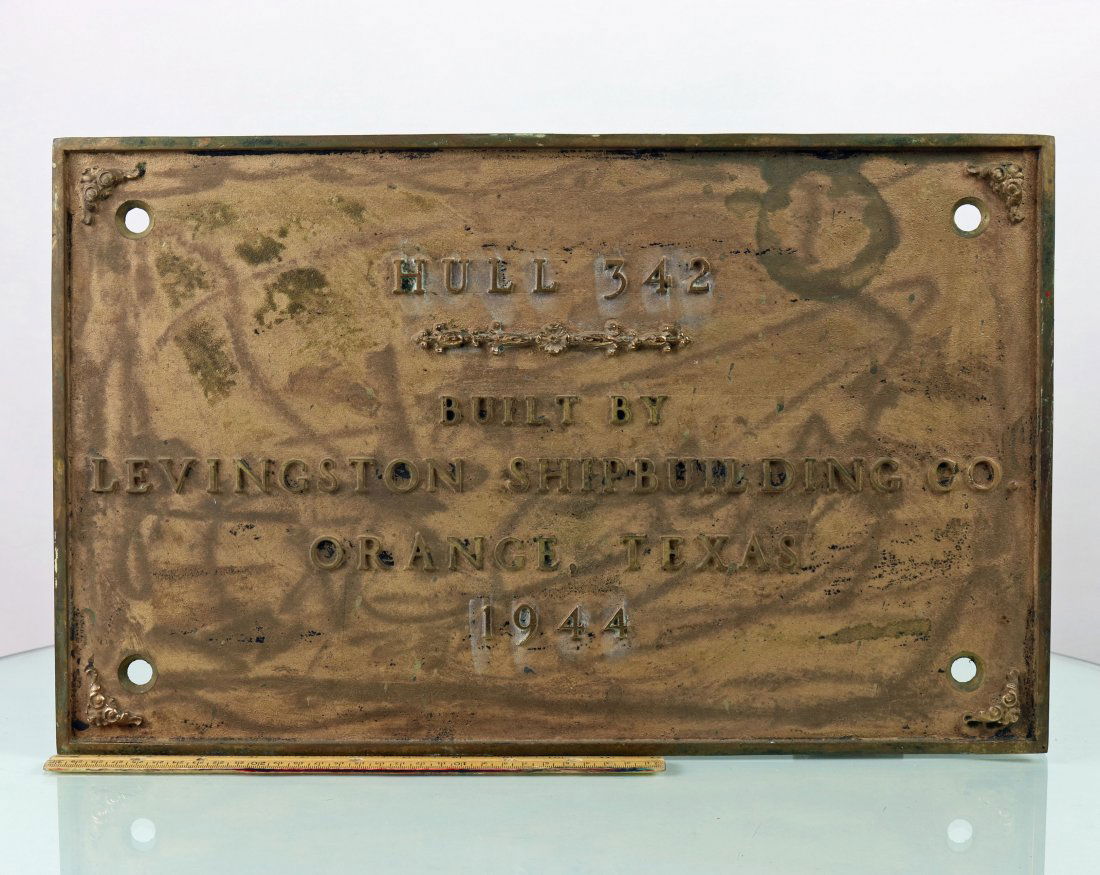 HULL 342
BUILT BY
LEVINGSTON SHIPBUILDING CO.
ORANGE, TEXAS
1944